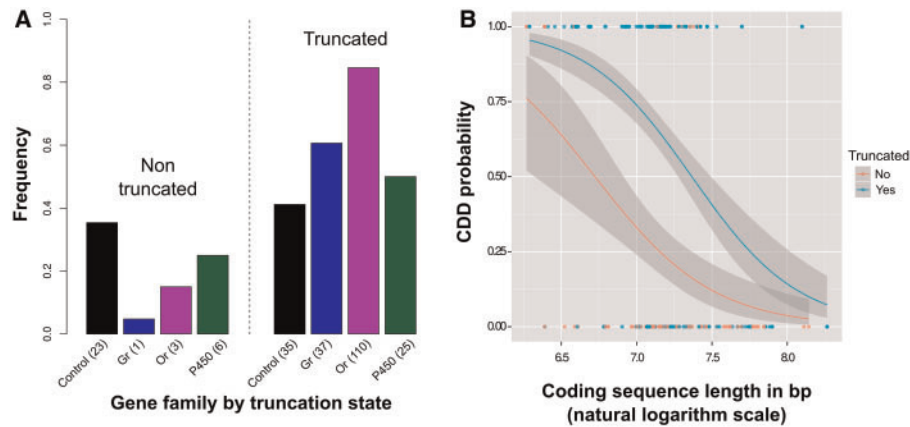 A
Frequency
0.0
0.2
0.4
0.6
0.8
1.0
Non
truncated
Truncated
Control (23)
Gr (1)
Or (3)
P450 (6)
Control (35)
Gr (37)
Or (110)
P450 (25)
Gene family by truncation state
B
CDD probability
1.00
0.75
0.50
0.25
0.00
6.5
7.0
7.5
8.0
Coding sequence length in bp
(natural logarithm scale)
Truncated
No
Yes